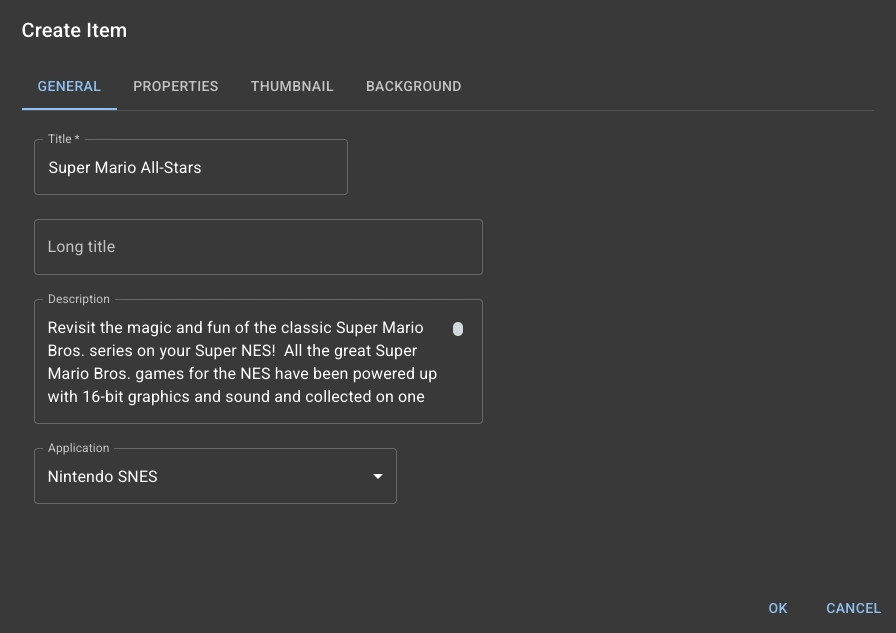 Create Item
GENERAL PROPERTIES THUMBNAIL BACKGROUND
Title *
Super Mario All-Stars
Long title
Description
Revisit the magic and fun of the classic Super Mario
Bros. series on your Super NES!  All the great Super
Mario Bros. games for the NES have been powered up
with 16-bit graphics and sound and collected on one
Application
Nintendo SNES
OK CANCEL